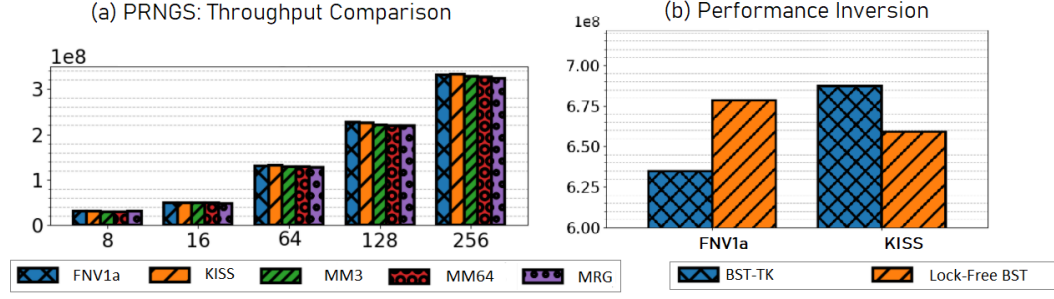 (a) PRNGS: Throughput Comparison
1e8
3
2
1
0
8 16 64 128 256
FNV1a KISS MM3 MM64 MRG
(b) Performance Inversion
1e8
7.00
6.75
6.50
6.25
6.00
FNV1a KISS
BST-TK Lock-Free BST